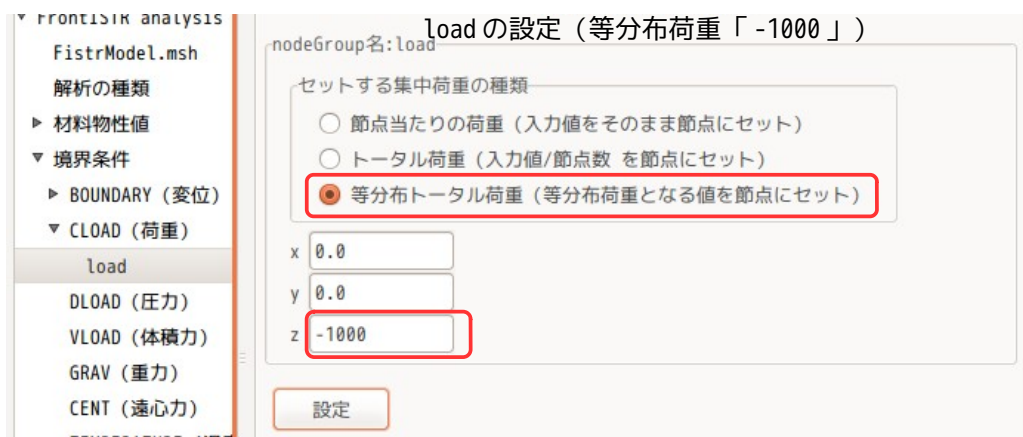 FrontISTR analysis
FistrModel.msh
解析の種類
材料物性値
境界条件
BOUNDARY (変位)
CLOAD (荷重)
load
DLOAD (圧力)
VLOAD (体積力)
GRAV (重力)
CENT (遠心力)
loadの設定（等分布荷重「-1000」）
nodeGroup名:load
セットする集中荷重の種類
節点当たりの荷重（入力値をそのまま節点にセット）
トータル荷重（入力値/節点数 を節点にセット）
等分布トータル荷重（等分布荷重となる値を節点にセット）
x 0.0
y 0.0
z -1000
設定